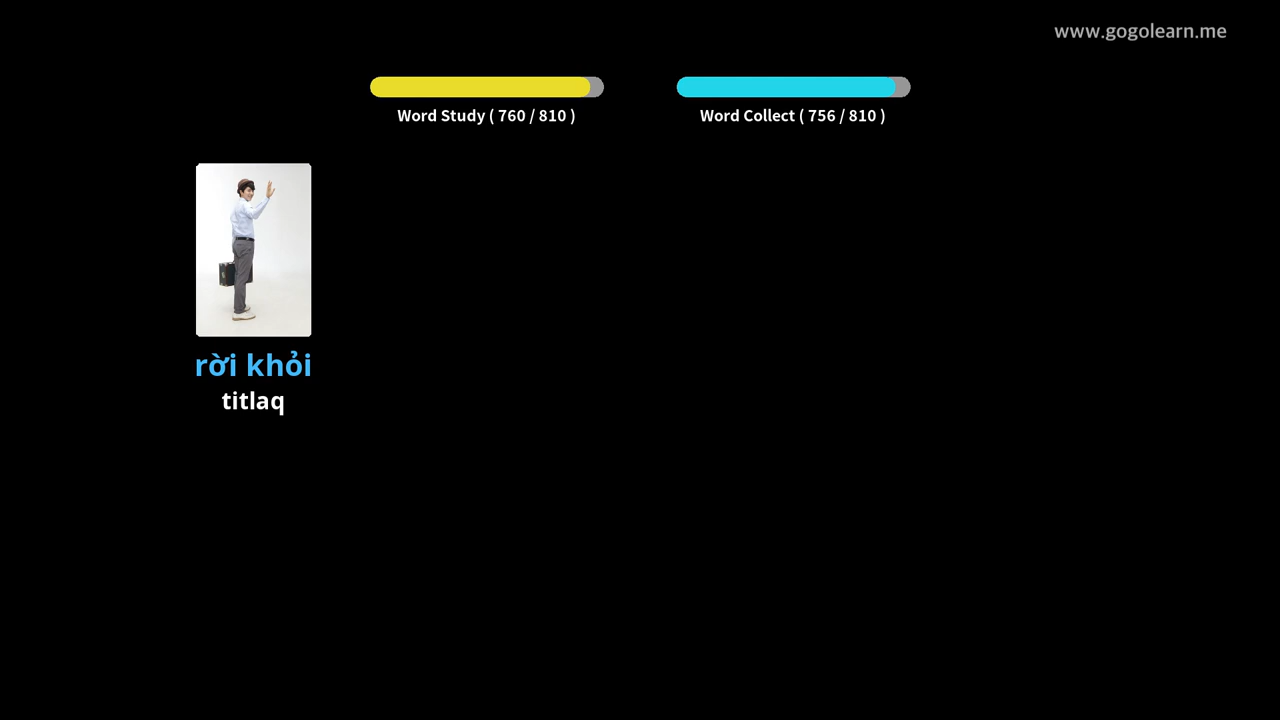 www.gogolearn.me
Word Study ( 760 / 810 )
Word Collect ( 756 / 810 )
rời khỏi
titlaq